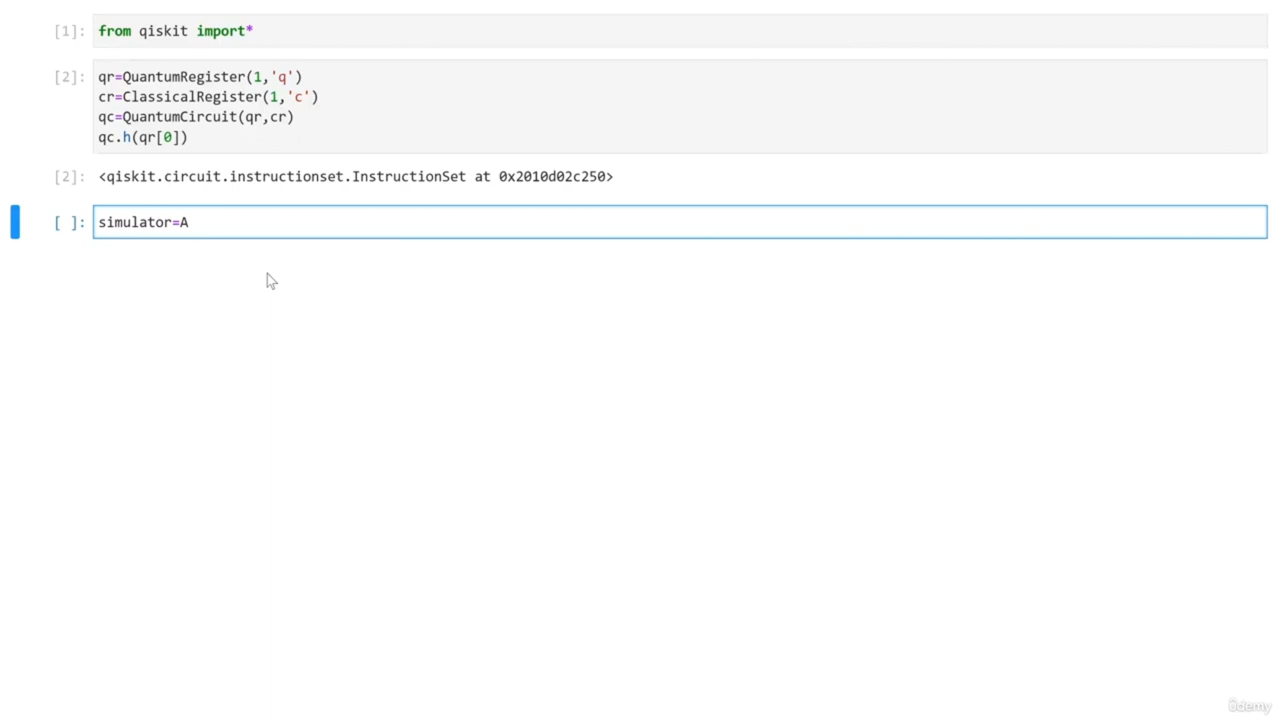 [1]: from qiskit import*
[2]: qr=QuantumRegister(1,'q')
cr=ClassicalRegister(1,'c')
qc=QuantumCircuit(qr,cr)
qc.h(qr[0])
[2]: <qiskit.circuit.instructionset.InstructionSet at 0x2010d02c250>
[ ]: simulator=A
ûdemy